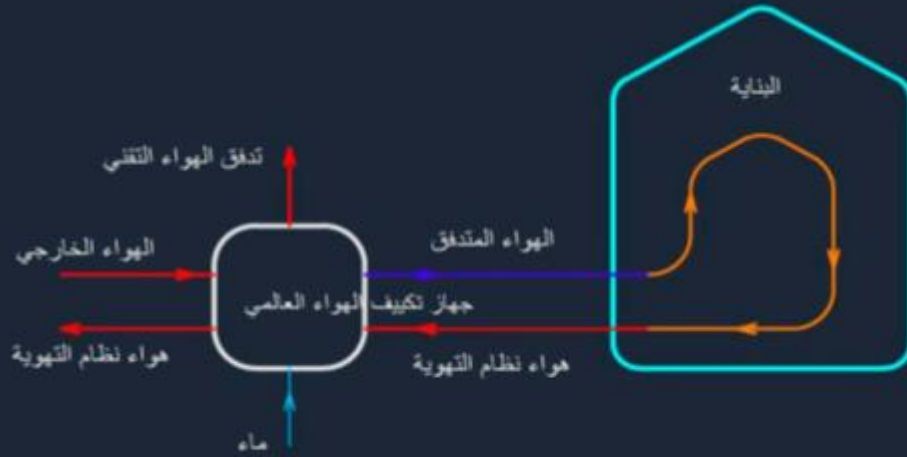 البناية
تدفق الهواء التقني
الهواء الخارجي
الهواء المتدفق
جهاز تكييف الهواء العالمي
هواء نظام التهوية
هواء نظام التهوية
ماء